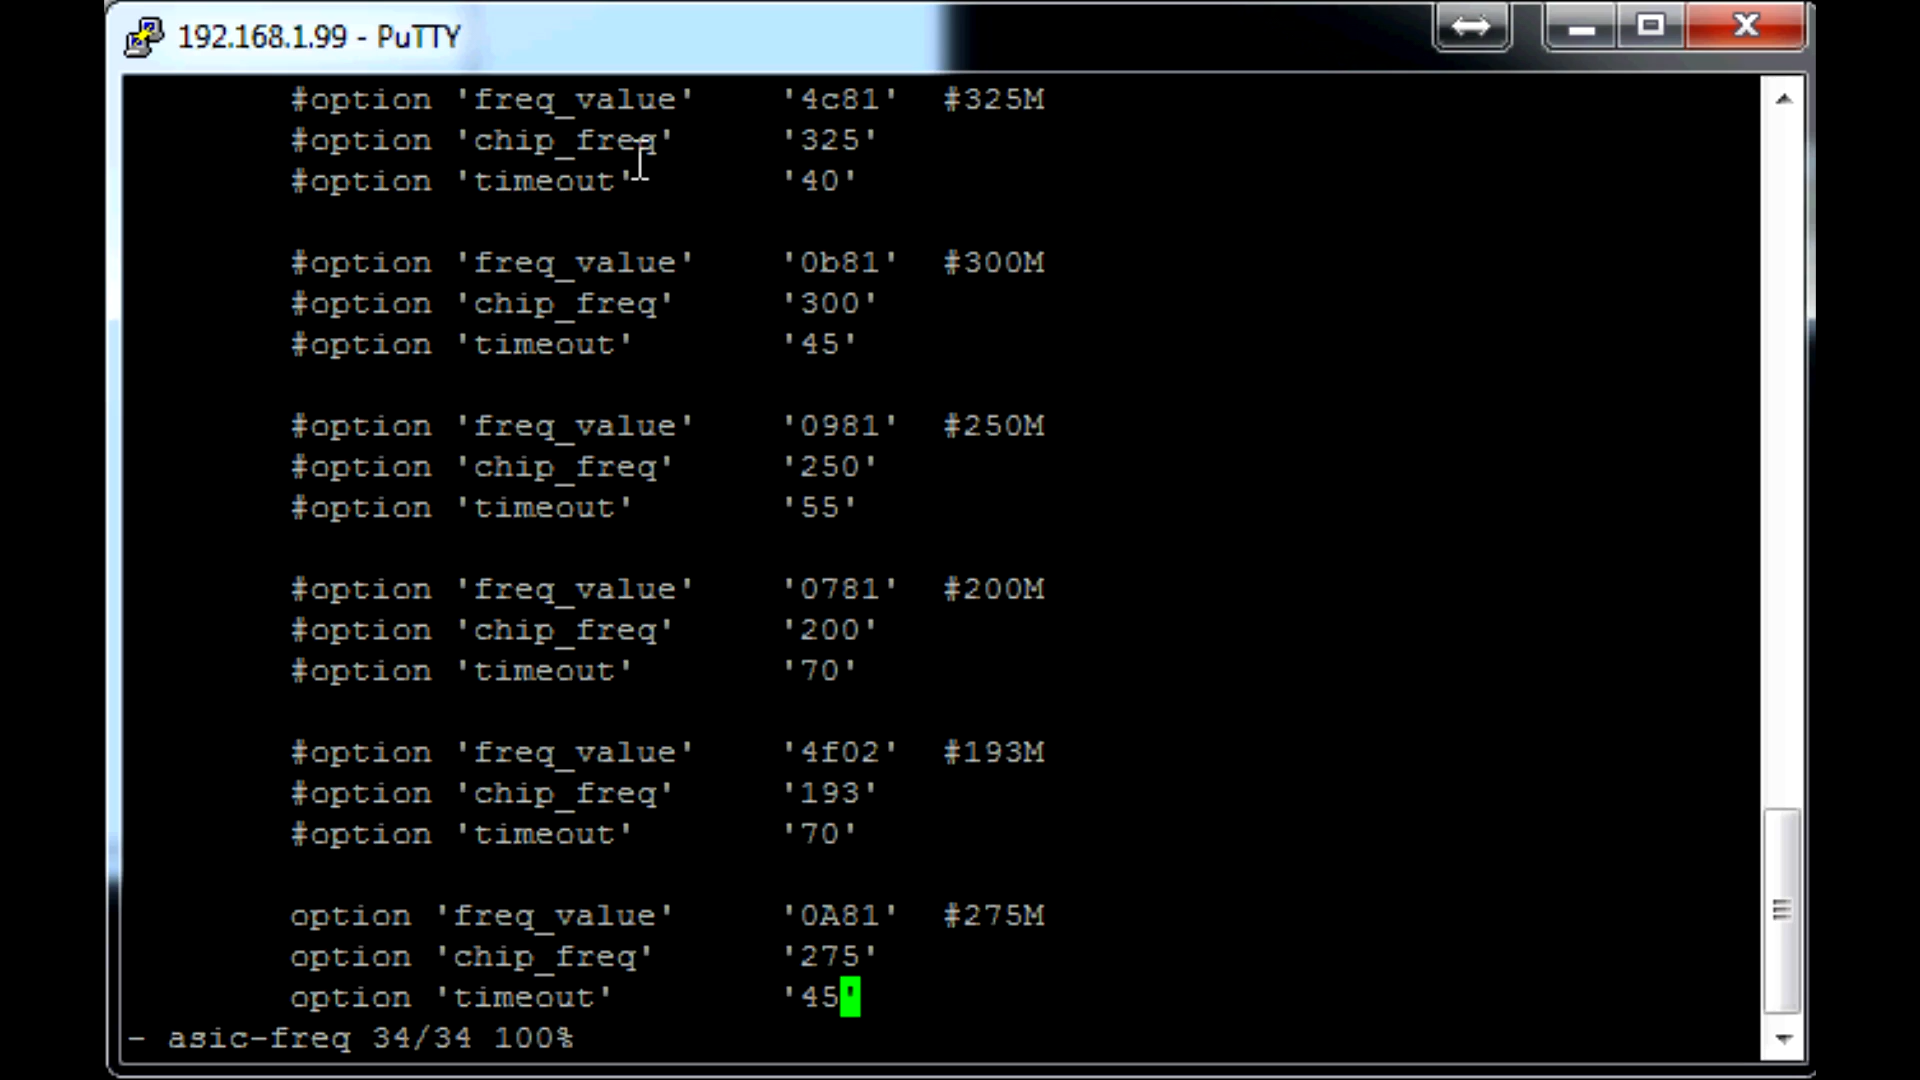 192.168.1.99 - PuTTY
#option 'freq_value' '4c81' #325M
#option 'chip_freq' '325'
#option 'timeout' '40'
#option 'freq_value' '0b81' #300M
#option 'chip_freq' '300'
#option 'timeout' '45'
#option 'freq_value' '0981' #250M
#option 'chip_freq' '250'
#option 'timeout' '55'
#option 'freq_value' '0781' #200M
#option 'chip_freq' '200'
#option 'timeout' '70'
#option 'freq_value' '4f02' #193M
#option 'chip_freq' '193'
#option 'timeout' '70'
option 'freq_value' '0A81' #275M
option 'chip_freq' '275'
option 'timeout' '45'
- asic-freq 34/34 100%